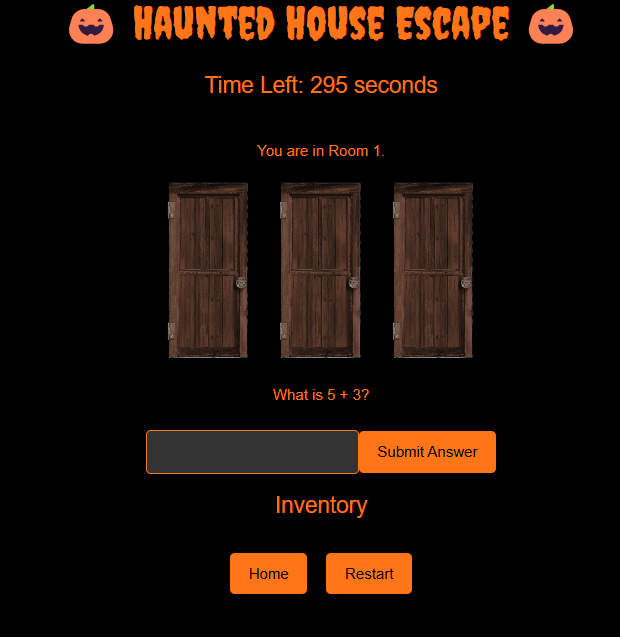 HAUNTED HOUSE ESCAPE
Time Left: 295 seconds
You are in Room 1.
What is 5 + 3?
Submit Answer
Inventory
Home Restart